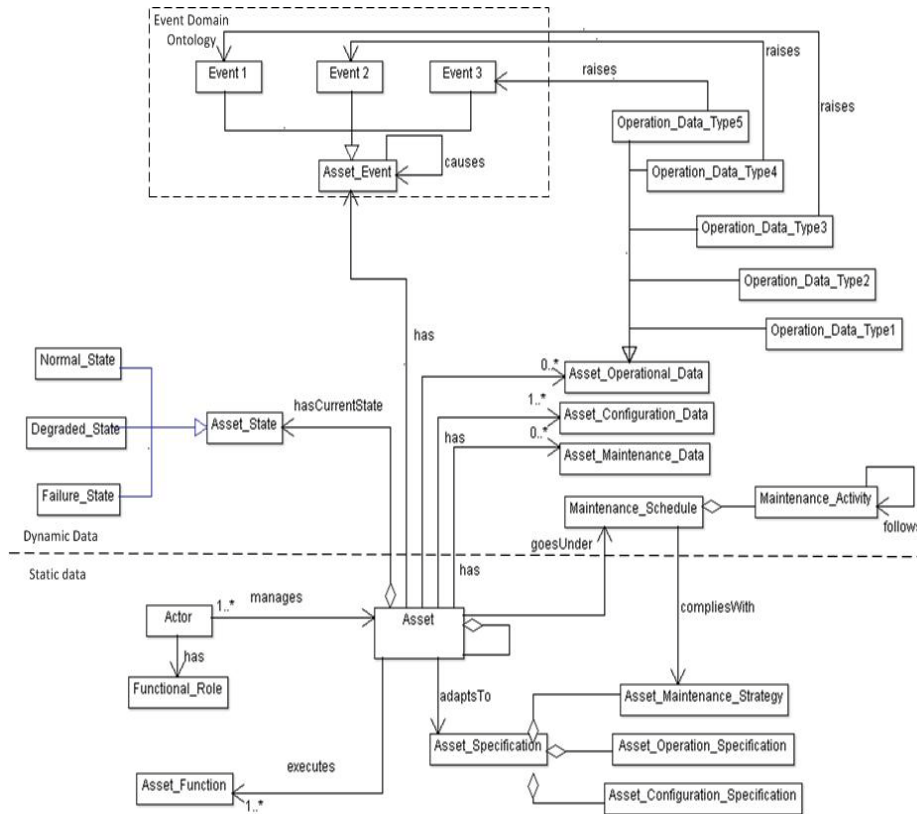 Event Domain
Ontology
Event 1
Event 2
Event 3
raises
raises
raises
Operation_Data_Type5
Asset_Event
causes
Operation_Data_Type4
Operation_Data_Type3
Operation_Data_Type2
Operation_Data_Type1
has
Normal_State
0..*
Asset_Operational_Data
hasCurrentState
1..*
Asset_Configuration_Data
Degraded_State
Asset_State
has
0..*
Asset_Maintenance_Data
Failure_State
Maintenance_Schedule
Maintenance_Activity
Dynamic Data
goesUnder
follows
Static data
has
manages
1..*
Actor
Asset
compliesWith
has
Functional_Role
adaptsTo
Asset_Maintenance_Strategy
Asset_Specification
Asset_Operation_Specification
executes
Asset_Function
1..*
Asset_Configuration_Specification